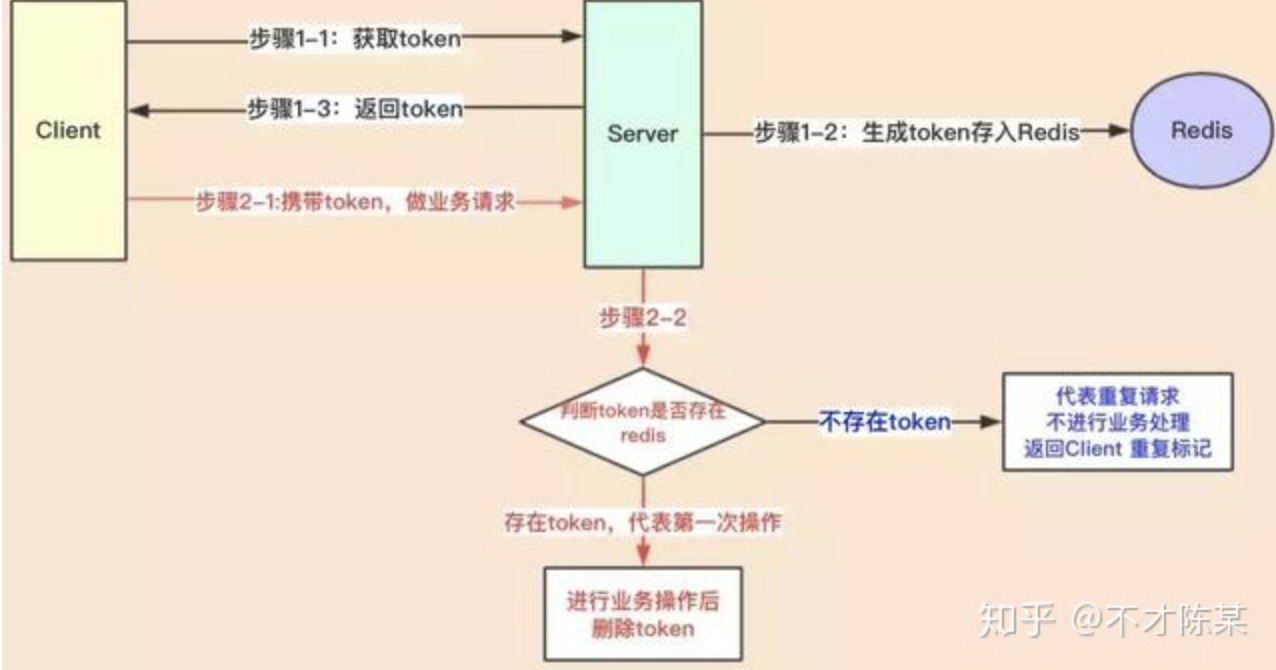 步骤1-1：获取token
步骤1-3：返回token
Client
Server
步骤1-2：生成token存入Redis
Redis
步骤2-1:携带token，做业务请求
步骤2-2
判断token是否存在
redis
不存在token
代表重复请求
不进行业务处理
返回Client 重复标记
存在token，代表第一次操作
进行业务操作后
删除token
知乎 @不才陈某